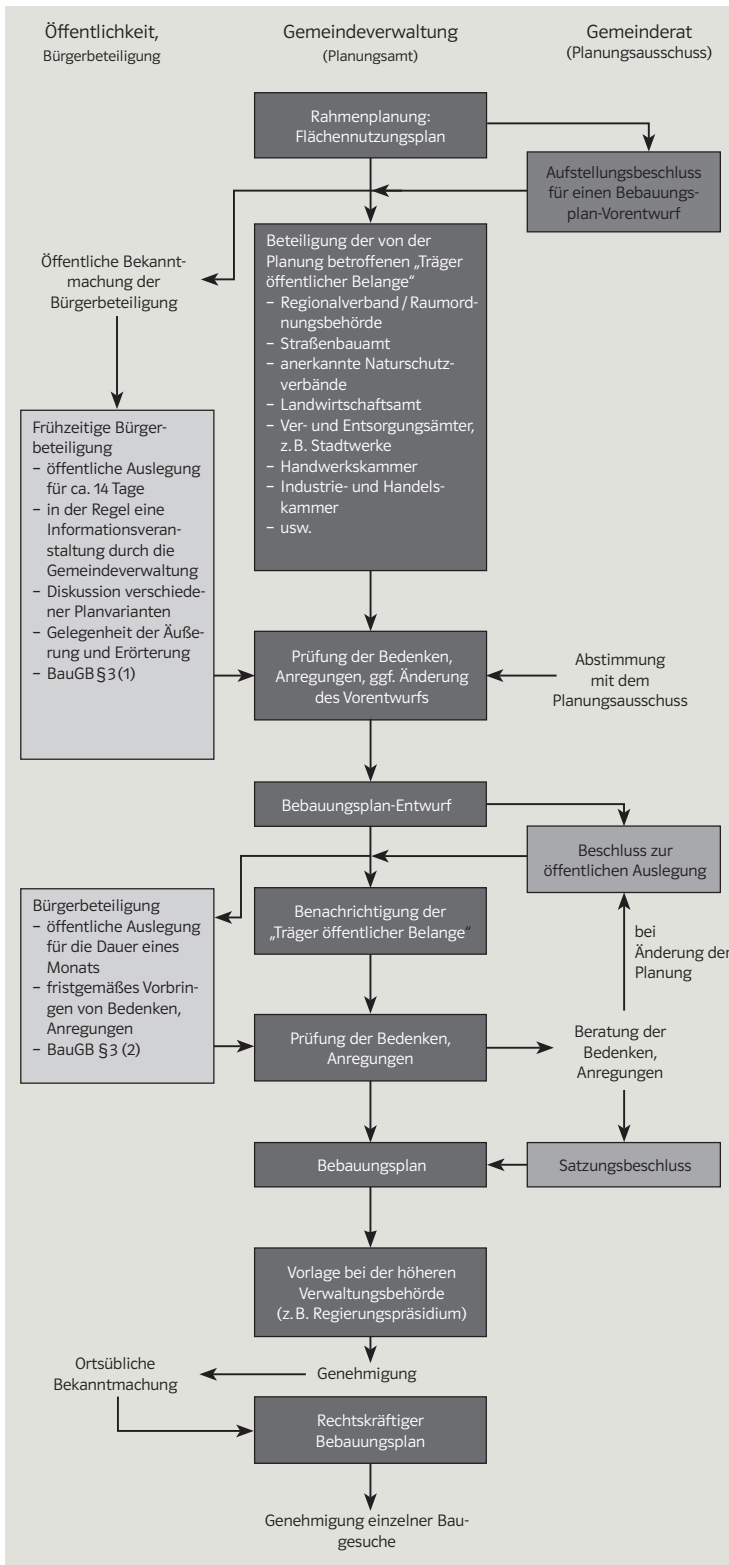 Öffentlichkeit,
Bürgerbeteiligung
Gemeindeverwaltung
(Planungsamt)
Gemeinderat
(Planungsausschuss)
Rahmenplanung:
Flächennutzungsplan
Aufstellungsbeschluss
für einen Bebauungs-
plan-Vorentwurf
Öffentliche Bekannt-
machung der
Bürgerbeteiligung
Beteiligung der von der
Planung betroffenen „Träger
öffentlicher Belange“
– Regionalverband / Raumord-
nungsbehörde
– Straßenbauamt
– anerkannte Naturschutz-
verbände
– Landwirtschaftsamt
– Ver- und Entsorgungsämter,
z. B. Stadtwerke
– Handwerkskammer
– Industrie- und Handels-
kammer
– usw.
Frühzeitige Bürger-
beteiligung
– öffentliche Auslegung
für ca. 14 Tage
– in der Regel eine
Informationsveran-
staltung durch die
Gemeindeverwaltung
– Diskussion verschiede-
ner Planvarianten
– Gelegenheit der Äuße-
rung und Erörterung
– BauGB § 3 (1)
Prüfung der Bedenken,
Anregungen, ggf. Änderung
des Vorentwurfs
Abstimmung
mit dem
Planungsausschuss
Bebauungsplan-Entwurf
Beschluss zur
öffentlichen Auslegung
Bürgerbeteiligung
– öffentliche Auslegung
für die Dauer eines
Monats
– fristgemäßes Vorbrin-
gen von Bedenken,
Anregungen
– BauGB § 3 (2)
Benachrichtigung der
„Träger öffentlicher Belange“
bei
Änderung der
Planung
Prüfung der Bedenken,
Anregungen
Beratung der
Bedenken,
Anregungen
Bebauungsplan
Satzungsbeschluss
Vorlage bei der höheren
Verwaltungsbehörde
(z. B. Regierungspräsidium)
Ortsübliche
Bekanntmachung
Genehmigung
Rechtskräftiger
Bebauungsplan
Genehmigung einzelner Bau-
gesuche